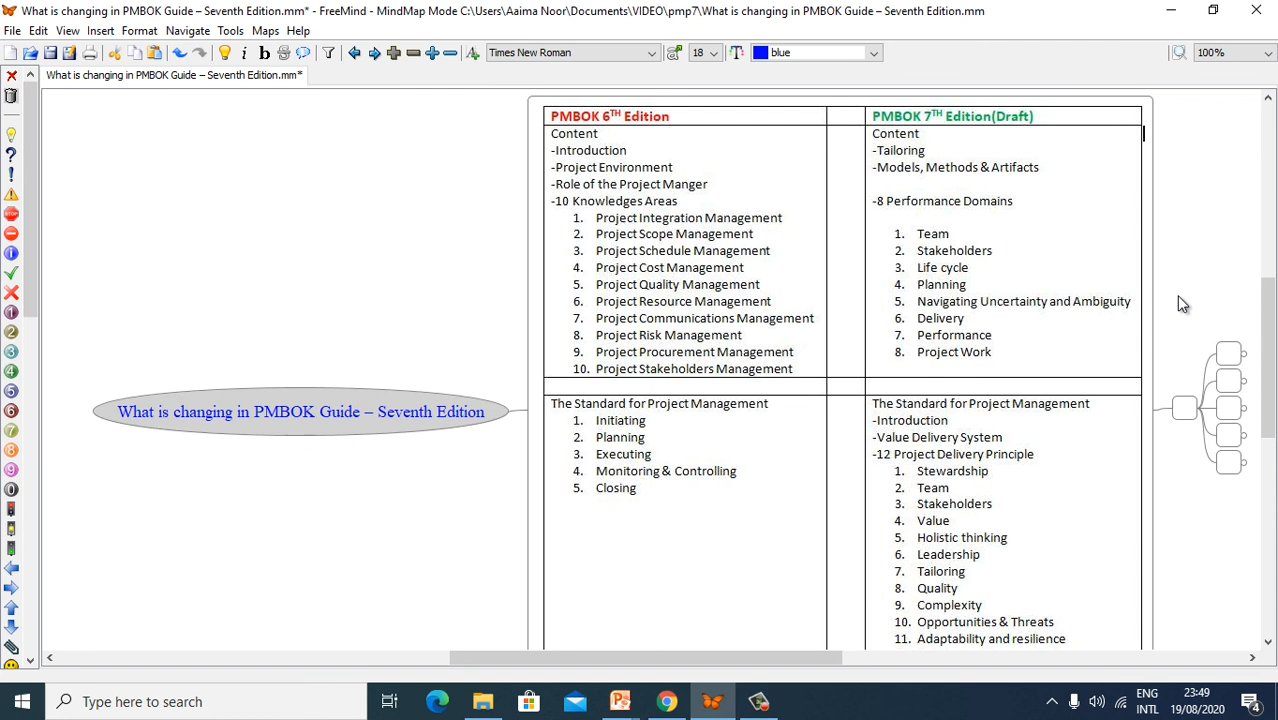 What is changing in PMBOK Guide – Seventh Edition.mm* - FreeMind - MindMap Mode C:\Users\Aaima Noor\Documents\VIDEO\pmp7\What is changing in PMBOK Guide – Seventh Edition.mm
File Edit View Insert Format Navigate Tools Maps Help
Times New Roman 18 blue 100%
What is changing in PMBOK Guide – Seventh Edition.mm*
What is changing in PMBOK Guide – Seventh Edition
PMBOK 6TH Edition
Content
-Introduction
-Project Environment
-Role of the Project Manger
-10 Knowledges Areas
1. Project Integration Management
2. Project Scope Management
3. Project Schedule Management
4. Project Cost Management
5. Project Quality Management
6. Project Resource Management
7. Project Communications Management
8. Project Risk Management
9. Project Procurement Management
10. Project Stakeholders Management
PMBOK 7TH Edition(Draft)
Content
-Tailoring
-Models, Methods & Artifacts
-8 Performance Domains
1. Team
2. Stakeholders
3. Life cycle
4. Planning
5. Navigating Uncertainty and Ambiguity
6. Delivery
7. Performance
8. Project Work
The Standard for Project Management
1. Initiating
2. Planning
3. Executing
4. Monitoring & Controlling
5. Closing
The Standard for Project Management
-Introduction
-Value Delivery System
-12 Project Delivery Principle
1. Stewardship
2. Team
3. Stakeholders
4. Value
5. Holistic thinking
6. Leadership
7. Tailoring
8. Quality
9. Complexity
10. Opportunities & Threats
11. Adaptability and resilience
Type here to search
ENG
INTL
23:49
19/08/2020
4